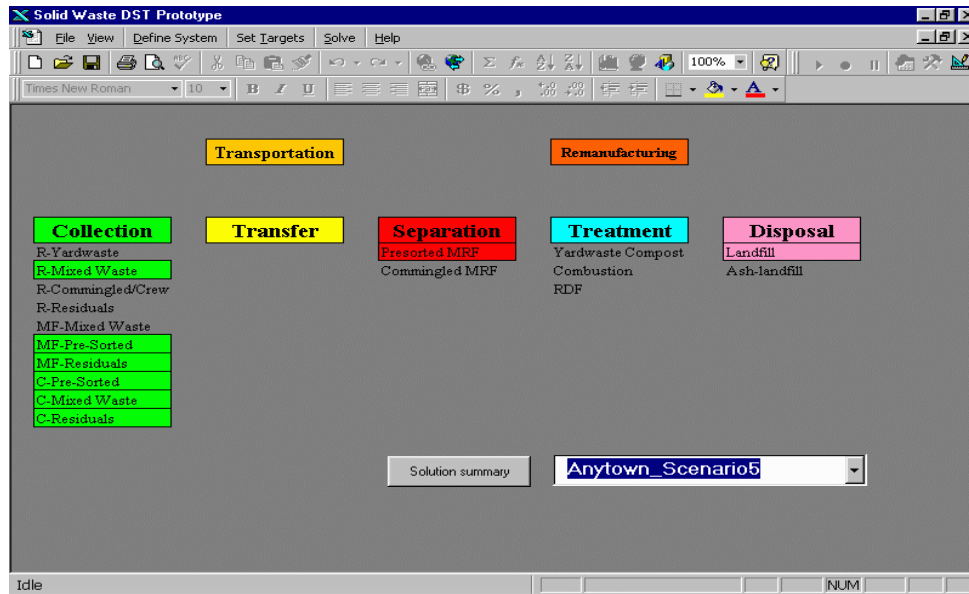 Solid Waste DST Prototype
File View Define System Set Targets Solve Help
100%
Times New Roman 10 B I U $ % ,
Transportation Remanufacturing
Collection Transfer Separation Treatment Disposal
R-Yardwaste Presorted MRF Yardwaste Compost Landfill
R-Mixed Waste Commingled MRF Combustion Ash-landfill
R-Commingled/Crew RDF
R-Residuals
MF-Mixed Waste
MF-Pre-Sorted
MF-Residuals
C-Pre-Sorted
C-Mixed Waste
C-Residuals
Solution summary Anytown_Scenario5
Idle NUM